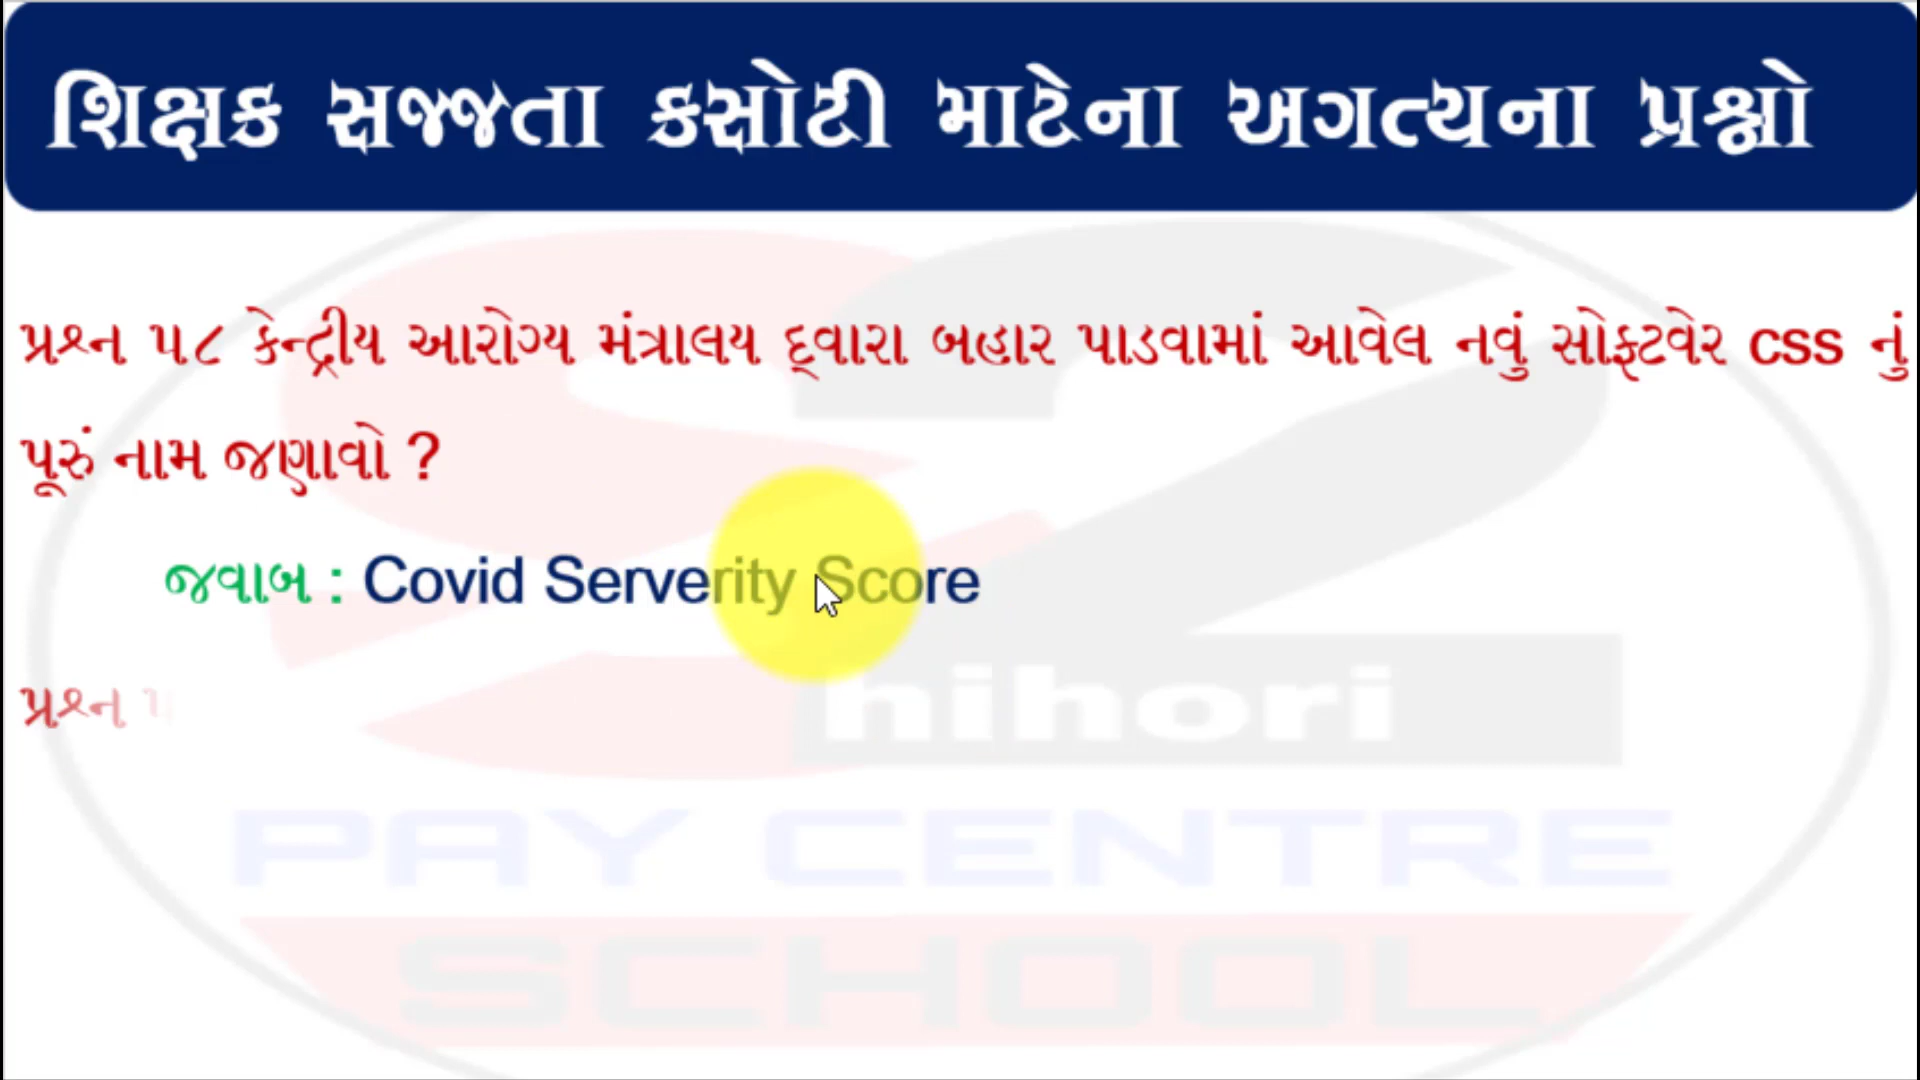 શિક્ષક સજ્જતા કસોટી માટેના અગત્યના પ્રશ્નો
પ્રશ્ન ૫૮ કેન્દ્રીય આરોગ્ય મંત્રાલય દ્વારા બહાર પાડવામાં આવેલ નવું સોફ્ટવેર css નું
પૂરું નામ જણાવો ?
જવાબ : Covid Serverity Score
પ્રશ્ન
S2
hihori
PAY CENTRE
SCHOOL